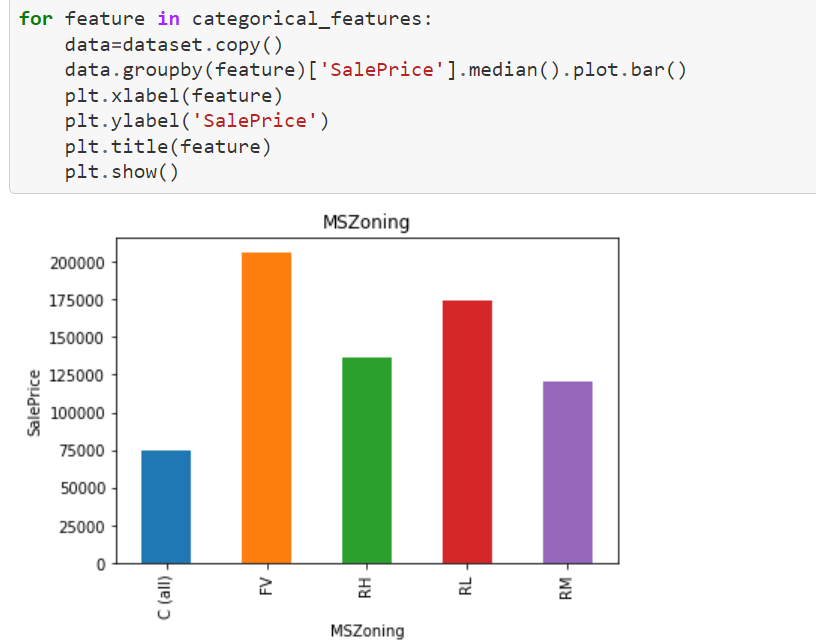 for feature in categorical_features:
    data=dataset.copy()
    data.groupby(feature)['SalePrice'].median().plot.bar()
    plt.xlabel(feature)
    plt.ylabel('SalePrice')
    plt.title(feature)
    plt.show()
MSZoning
200000
175000
150000
125000
100000
75000
50000
25000
0
SalePrice
C (all)
FV
RH
RL
RM
MSZoning